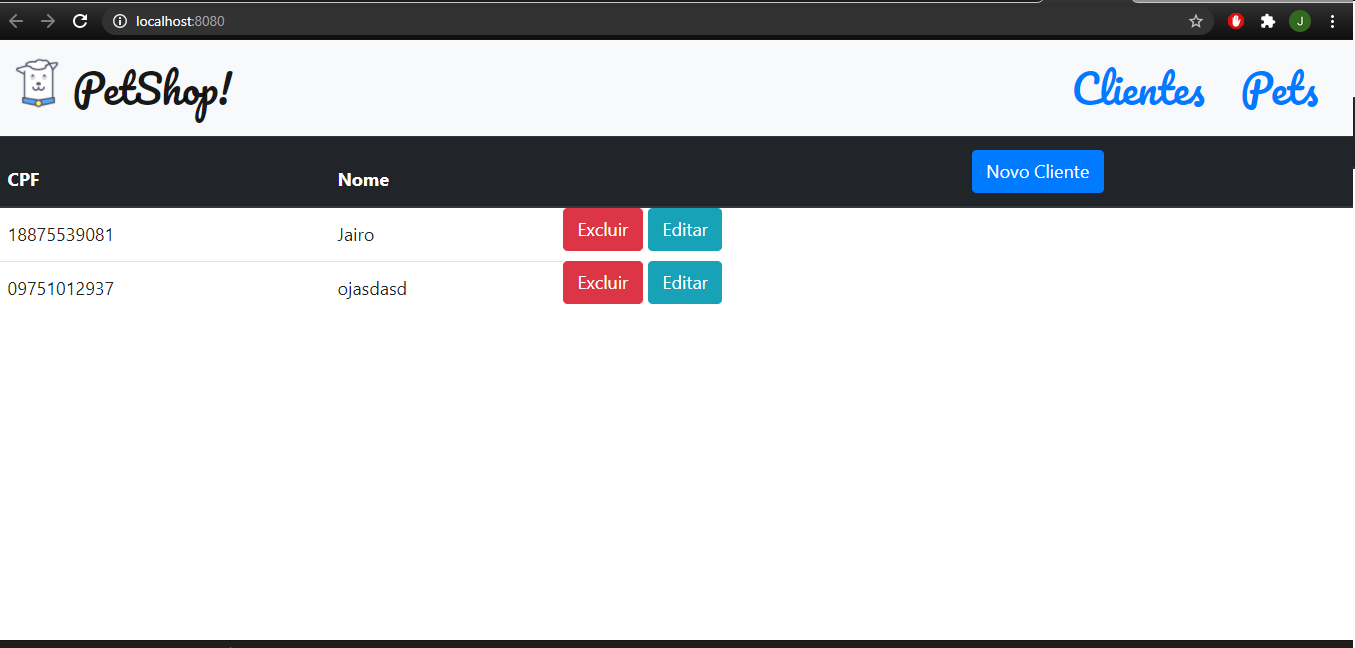 localhost:8080
J
PetShop!
Clientes Pets
CPF Nome Novo Cliente
18875539081 Jairo Excluir Editar
09751012937 ojasdasd Excluir Editar